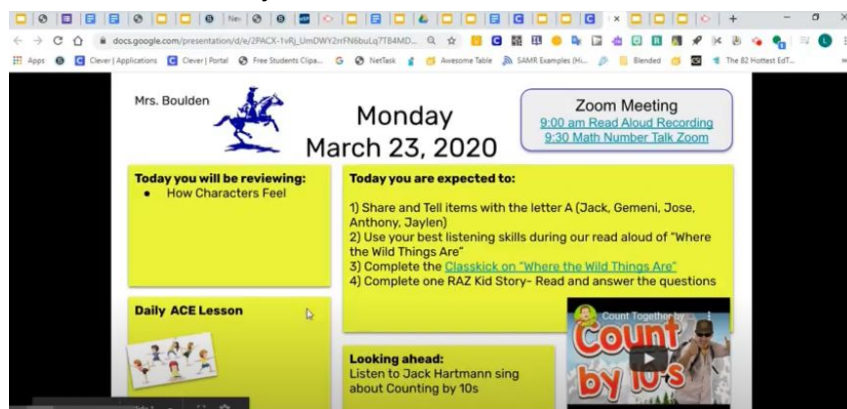 docs.google.com/presentation/d/e/2PACX-1vRj_UmDWY2rrFN6buLq7TB4MD...
Apps
Clever | Applications
Clever | Portal
Free Students Clipa...
NetTask
Awesome Table
SAMR Examples (Hi...
Blended
The 82 Hottest EdT...
Mrs. Boulden
Monday
March 23, 2020
Zoom Meeting
9:00 am Read Aloud Recording
9:30 Math Number Talk Zoom
Today you will be reviewing:
● How Characters Feel
Today you are expected to:
1) Share and Tell items with the letter A (Jack, Gemeni, Jose,
Anthony, Jaylen)
2) Use your best listening skills during our read aloud of "Where
the Wild Things Are"
3) Complete the Classkick on "Where the Wild Things Are"
4) Complete one RAZ Kid Story- Read and answer the questions
Daily ACE Lesson
Looking ahead:
Listen to Jack Hartmann sing
about Counting by 10s
Count Together by
Count
by 10's